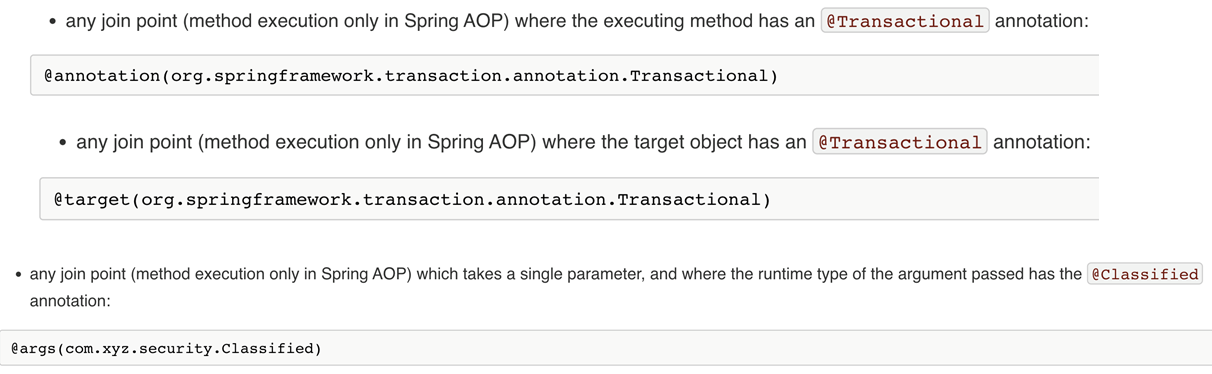 • any join point (method execution only in Spring AOP) where the executing method has an @Transactional annotation:
@annotation(org.springframework.transaction.annotation.Transactional)
• any join point (method execution only in Spring AOP) where the target object has an @Transactional annotation:
@target(org.springframework.transaction.annotation.Transactional)
• any join point (method execution only in Spring AOP) which takes a single parameter, and where the runtime type of the argument passed has the @Classified
annotation:
@args(com.xyz.security.Classified)